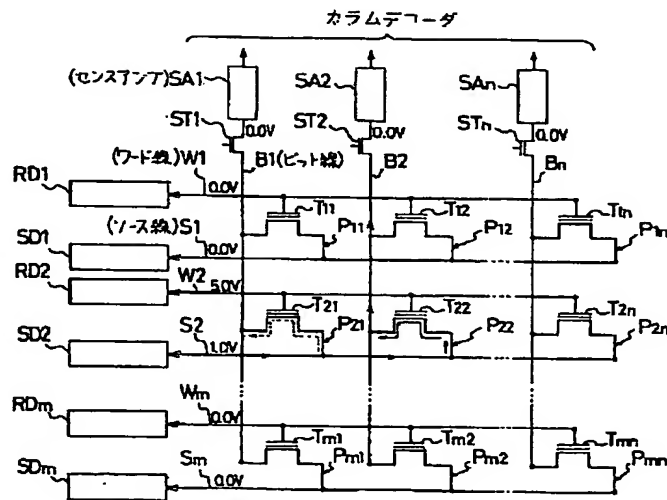 カラムデコーダ
(センスアンプ)SA1 SA2 SAn
0.0V 0.0V 0.0V
ST1 ST2 STn
(ワード線)W1 B1(ビット線) B2 Bn
RD1 0.0V
T11 T12 T1n
(ソース線)S1 P11 P12 P1n
SD1 0.0V
RD2 W2 5.0V
T21 T22 T2n
S2 P21 P22 P2n
SD2 1.0V
Wm
RDm 0.0V
Tm1 Tm2 Tmn
Sm Pm1 Pm2 Pmn
SDm 0.0V